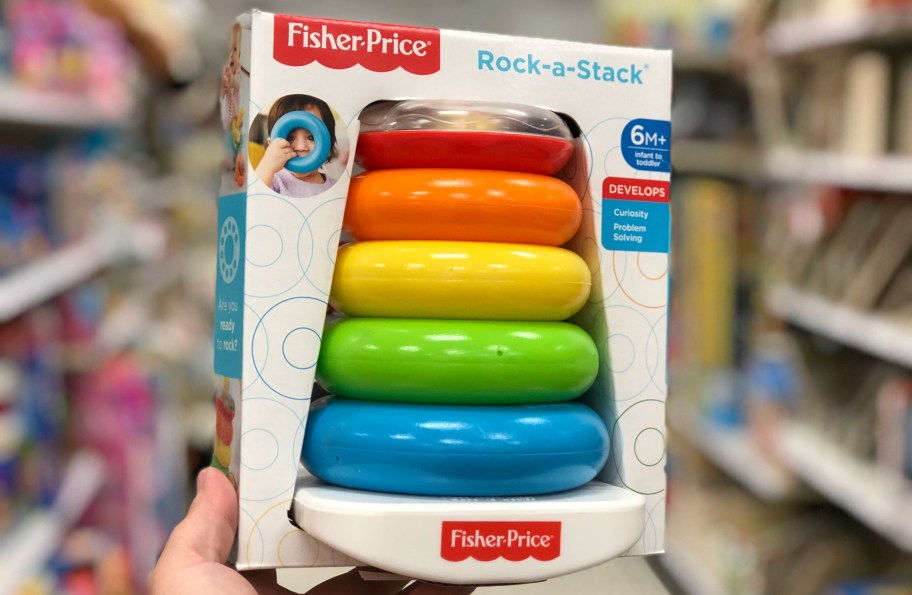 Fisher-Price®
Rock-a-Stack®
6M+
infant to
toddler
DEVELOPS
Curiosity
Problem
Solving
Are you
ready
to rock?
Fisher-Price®